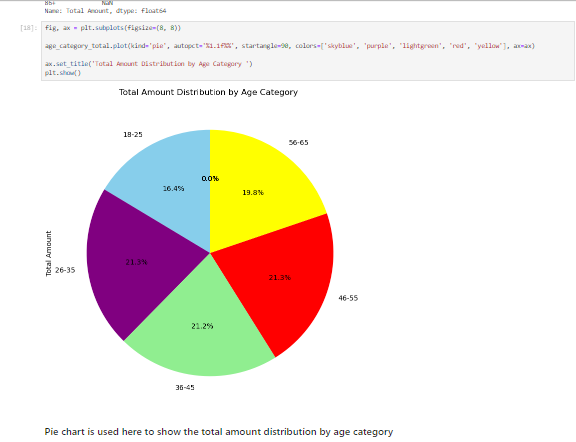 86+ NaN
Name: Total Amount, dtype: float64
[18]: fig, ax = plt.subplots(figsize=(8, 8))
age_category_total.plot(kind='pie', autopct='%1.1f%%', startangle=90, colors=['skyblue', 'purple', 'lightgreen', 'red', 'yellow'], ax=ax)
ax.set_title('Total Amount Distribution by Age Category ')
plt.show()
Total Amount Distribution by Age Category
18-25
56-65
0.0%
16.4%
19.8%
Total Amount
26-35
21.3%
21.3%
46-55
21.2%
36-45
Pie chart is used here to show the total amount distribution by age category